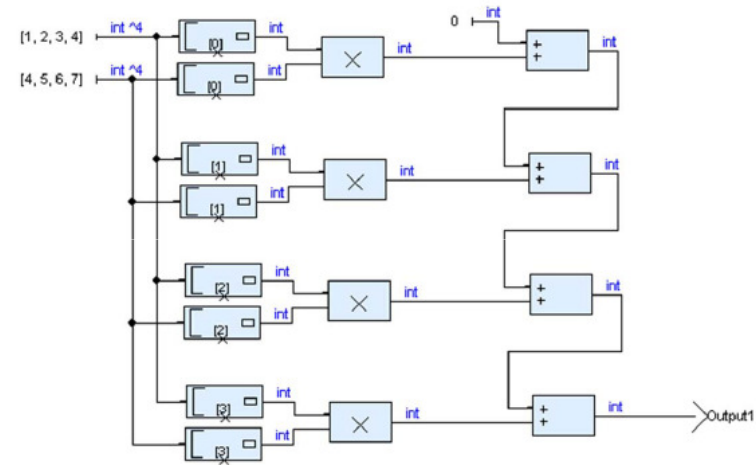 0 int
[1, 2, 3, 4] int ^4 [0] int int int
[4, 5, 6, 7] int ^4 [0] int
[1] int int int
[1] int
[2] int int int
[2] int
[3] int int int Output1
[3] int